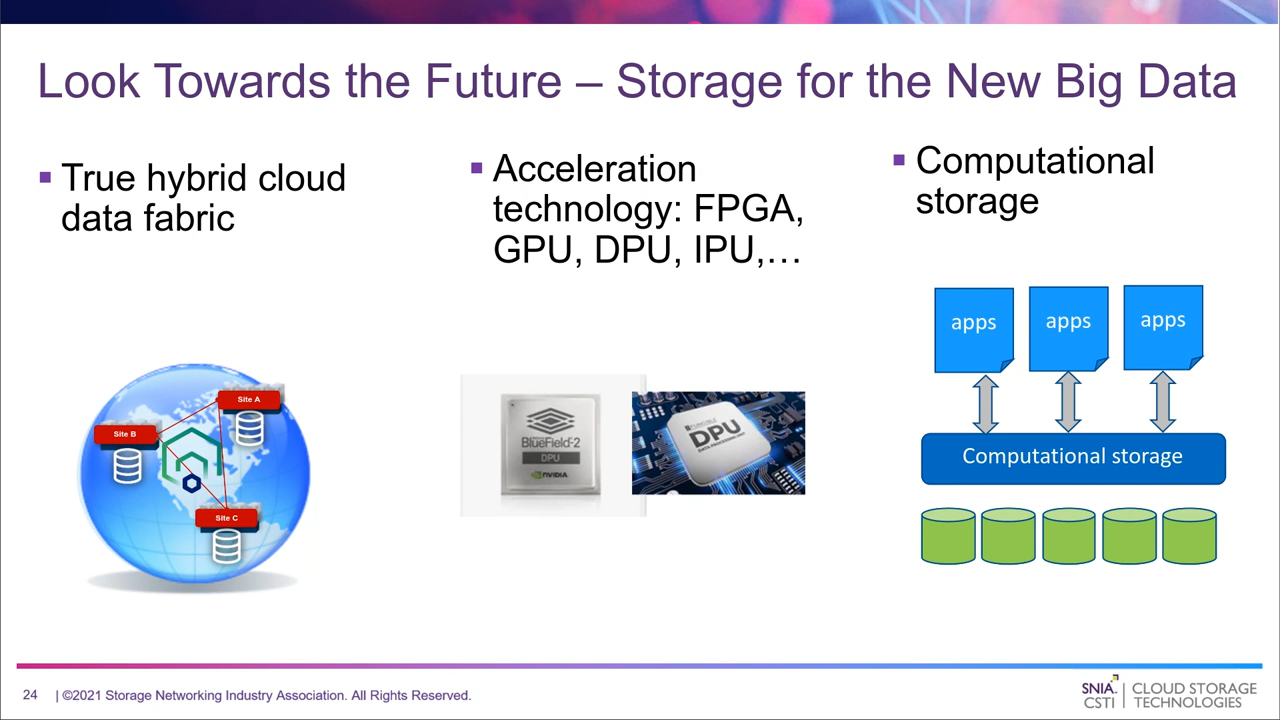 Look Towards the Future – Storage for the New Big Data
▪ True hybrid cloud
data fabric
▪ Acceleration
technology: FPGA,
GPU, DPU, IPU,…
▪ Computational
storage
Site A
Site B
Site C
BlueField-2
DPU
NVIDIA
DPU
apps
apps
apps
Computational storage
24
| ©2021 Storage Networking Industry Association. All Rights Reserved.
SNIA.
CSTI
CLOUD STORAGE
TECHNOLOGIES